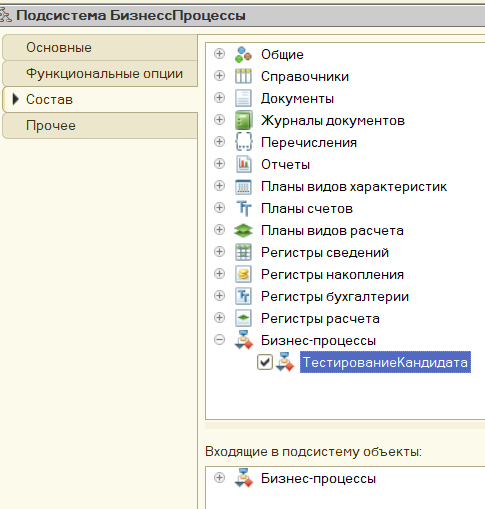 Подсистема БизнессПроцессы
Основные
Функциональные опции
Состав
Прочее
Общие
Справочники
Документы
Журналы документов
Перечисления
Отчеты
Планы видов характеристик
Планы счетов
Планы видов расчета
Регистры сведений
Регистры накопления
Регистры бухгалтерии
Регистры расчета
Бизнес-процессы
ТестированиеКандидата
Входящие в подсистему объекты:
Бизнес-процессы